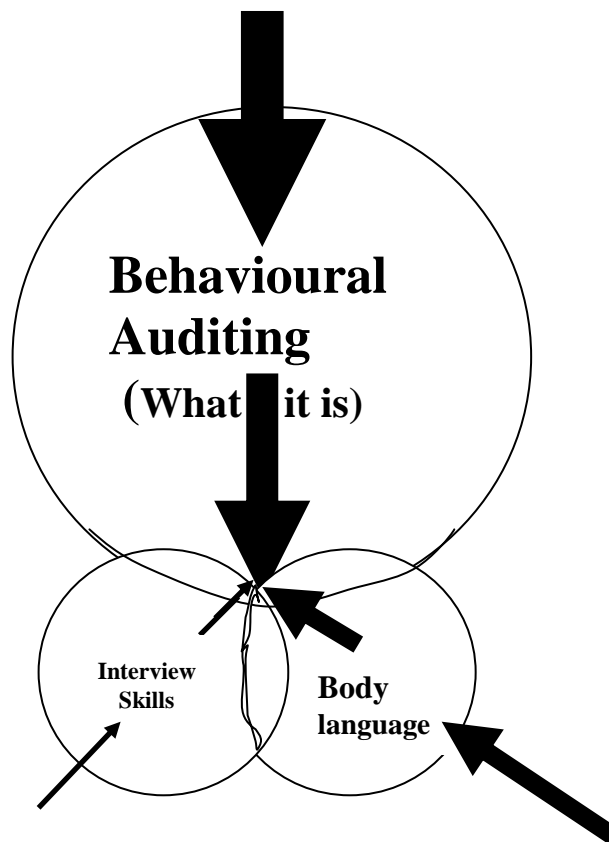 Behavioural
Auditing
(What it is)
Interview
Skills
Body
language